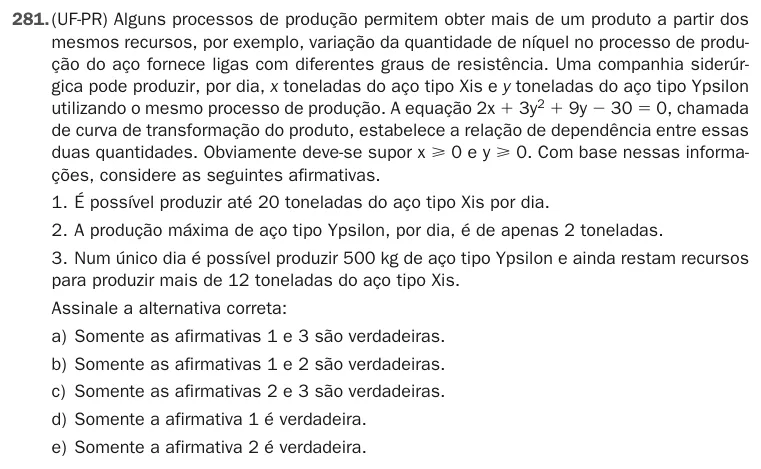 281. (UF-PR) Alguns processos de produção permitem obter mais de um produto a partir dos
mesmos recursos, por exemplo, variação da quantidade de níquel no processo de produ-
ção do aço fornece ligas com diferentes graus de resistência. Uma companhia siderúr-
gica pode produzir, por dia, x toneladas do aço tipo Xis e y toneladas do aço tipo Ypsilon
utilizando o mesmo processo de produção. A equação 2x + 3y² + 9y − 30 = 0, chamada
de curva de transformação do produto, estabelece a relação de dependência entre essas
duas quantidades. Obviamente deve-se supor x ⩾ 0 e y ⩾ 0. Com base nessas informa-
ções, considere as seguintes afirmativas.
1. É possível produzir até 20 toneladas do aço tipo Xis por dia.
2. A produção máxima de aço tipo Ypsilon, por dia, é de apenas 2 toneladas.
3. Num único dia é possível produzir 500 kg de aço tipo Ypsilon e ainda restam recursos
para produzir mais de 12 toneladas do aço tipo Xis.
Assinale a alternativa correta:
a) Somente as afirmativas 1 e 3 são verdadeiras.
b) Somente as afirmativas 1 e 2 são verdadeiras.
c) Somente as afirmativas 2 e 3 são verdadeiras.
d) Somente a afirmativa 1 é verdadeira.
e) Somente a afirmativa 2 é verdadeira.